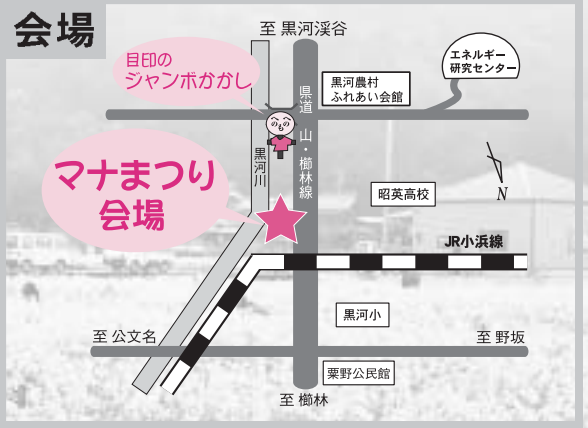 会場
至 黒河渓谷
目印の
ジャンボかかし
エネルギー
研究センター
黒河農村
ふれあい会館
県道 山・櫛林線
黒河川
マナまつり
会場
昭英高校
N
JR小浜線
黒河小
至 公文名
至 野坂
粟野公民館
至 櫛林